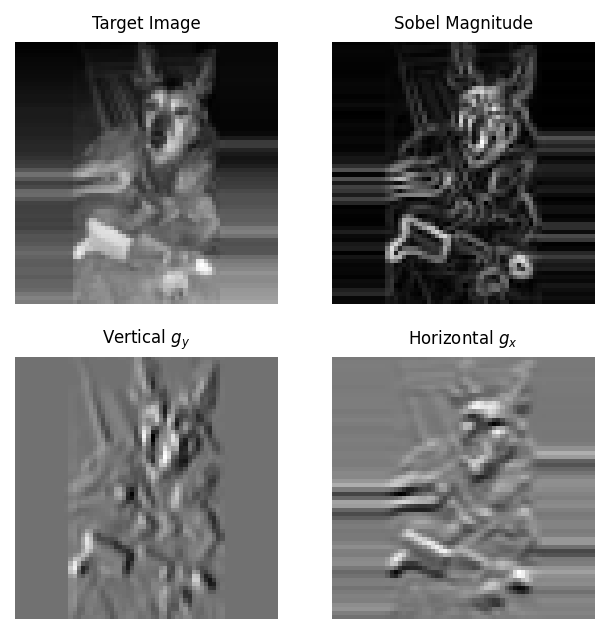 Target Image
Sobel Magnitude
Vertical $g_y$
Horizontal $g_x$